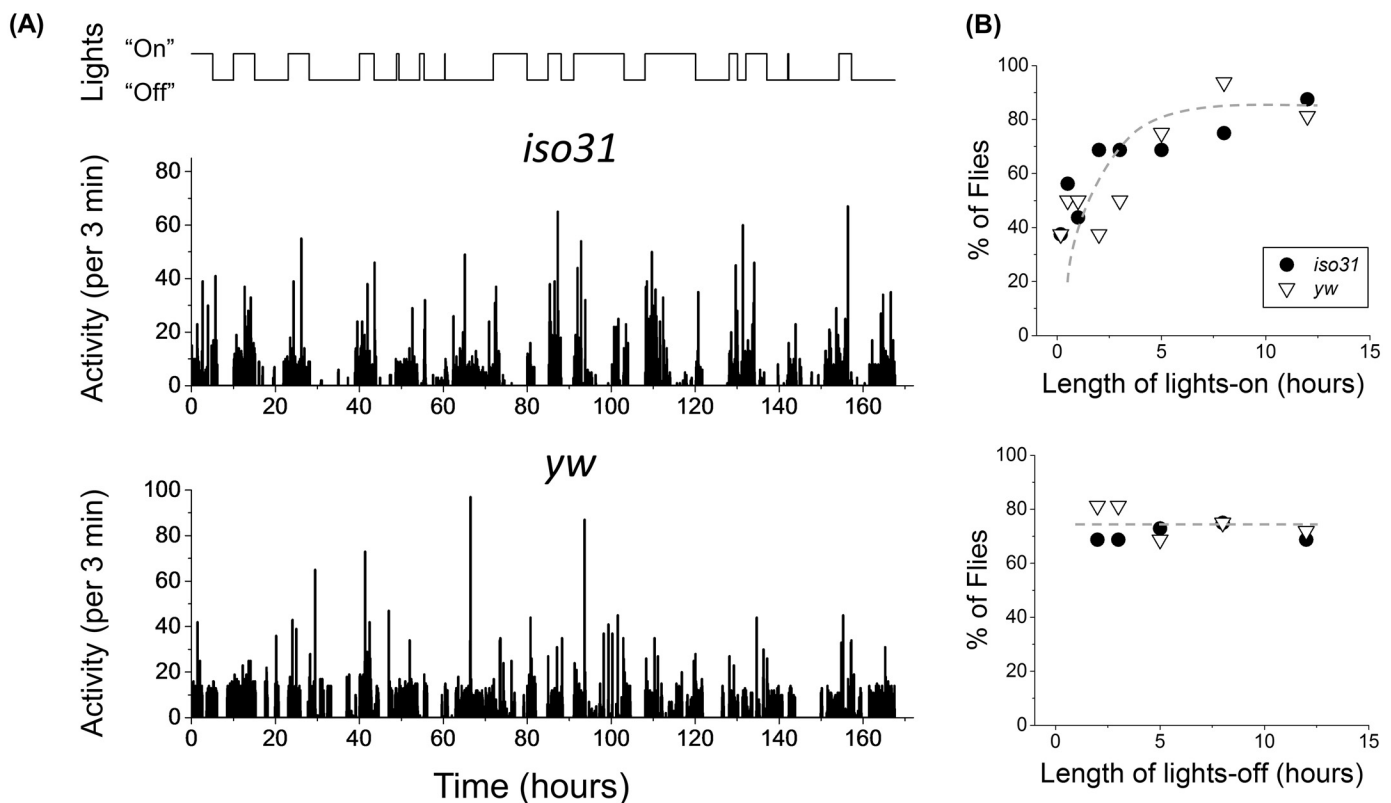 (A)
Lights
“On”
“Off”
iso31
Activity (per 3 min)
80
60
40
20
0
0 20 40 60 80 100 120 140 160
yw
Activity (per 3 min)
100
80
60
40
20
0
0 20 40 60 80 100 120 140 160
Time (hours)
(B)
% of Flies
100
80
60
40
20
0
iso31
yw
0 5 10 15
Length of lights-on (hours)
% of Flies
100
80
60
40
20
0
0 5 10 15
Length of lights-off (hours)